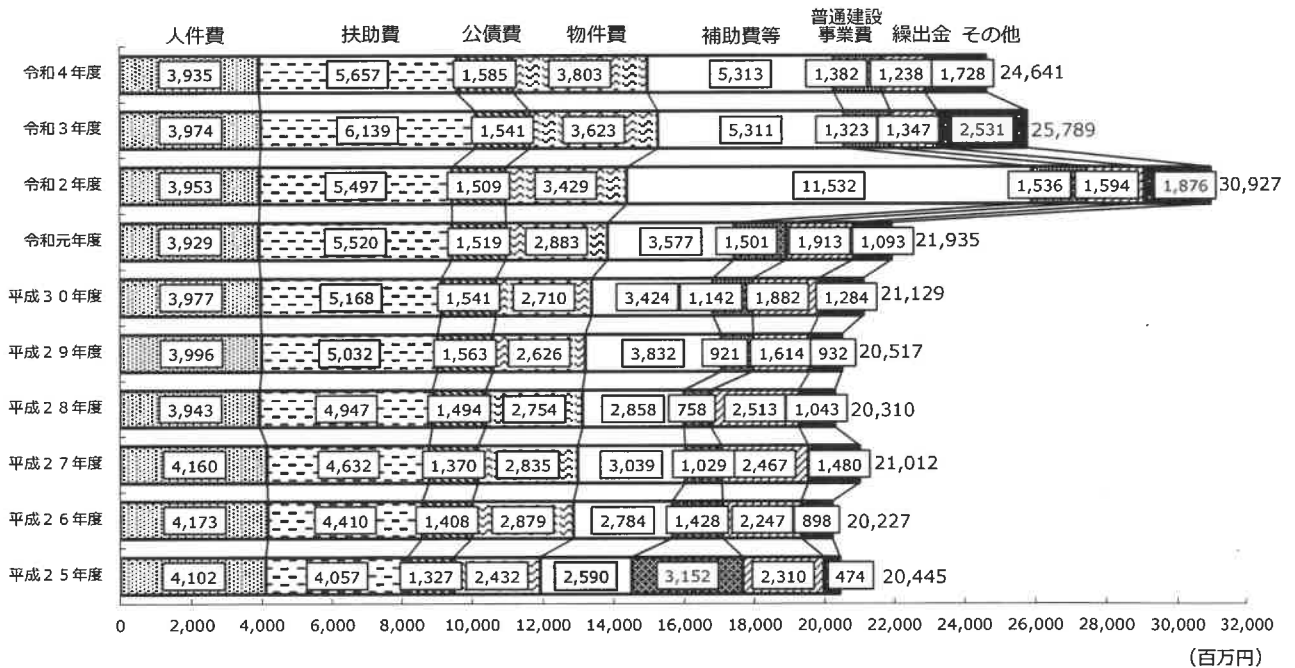 人件費 扶助費 公債費 物件費 補助費等 普通建設事業費 繰出金 その他
令和4年度 3,935 5,657 1,585 3,803 5,313 1,382 1,238 1,728 24,641
令和3年度 3,974 6,139 1,541 3,623 5,311 1,323 1,347 2,531 25,789
令和2年度 3,953 5,497 1,509 3,429 11,532 1,536 1,594 1,876 30,927
令和元年度 3,929 5,520 1,519 2,883 3,577 1,501 1,913 1,093 21,935
平成30年度 3,977 5,168 1,541 2,710 3,424 1,142 1,882 1,284 21,129
平成29年度 3,996 5,032 1,563 2,626 3,832 921 1,614 932 20,517
平成28年度 3,943 4,947 1,494 2,754 2,858 758 2,513 1,043 20,310
平成27年度 4,160 4,632 1,370 2,835 3,039 1,029 2,467 1,480 21,012
平成26年度 4,173 4,410 1,408 2,879 2,784 1,428 2,247 898 20,227
平成25年度 4,102 4,057 1,327 2,432 2,590 3,152 2,310 474 20,445
0 2,000 4,000 6,000 8,000 10,000 12,000 14,000 16,000 18,000 20,000 22,000 24,000 26,000 28,000 30,000 32,000
(百万円)